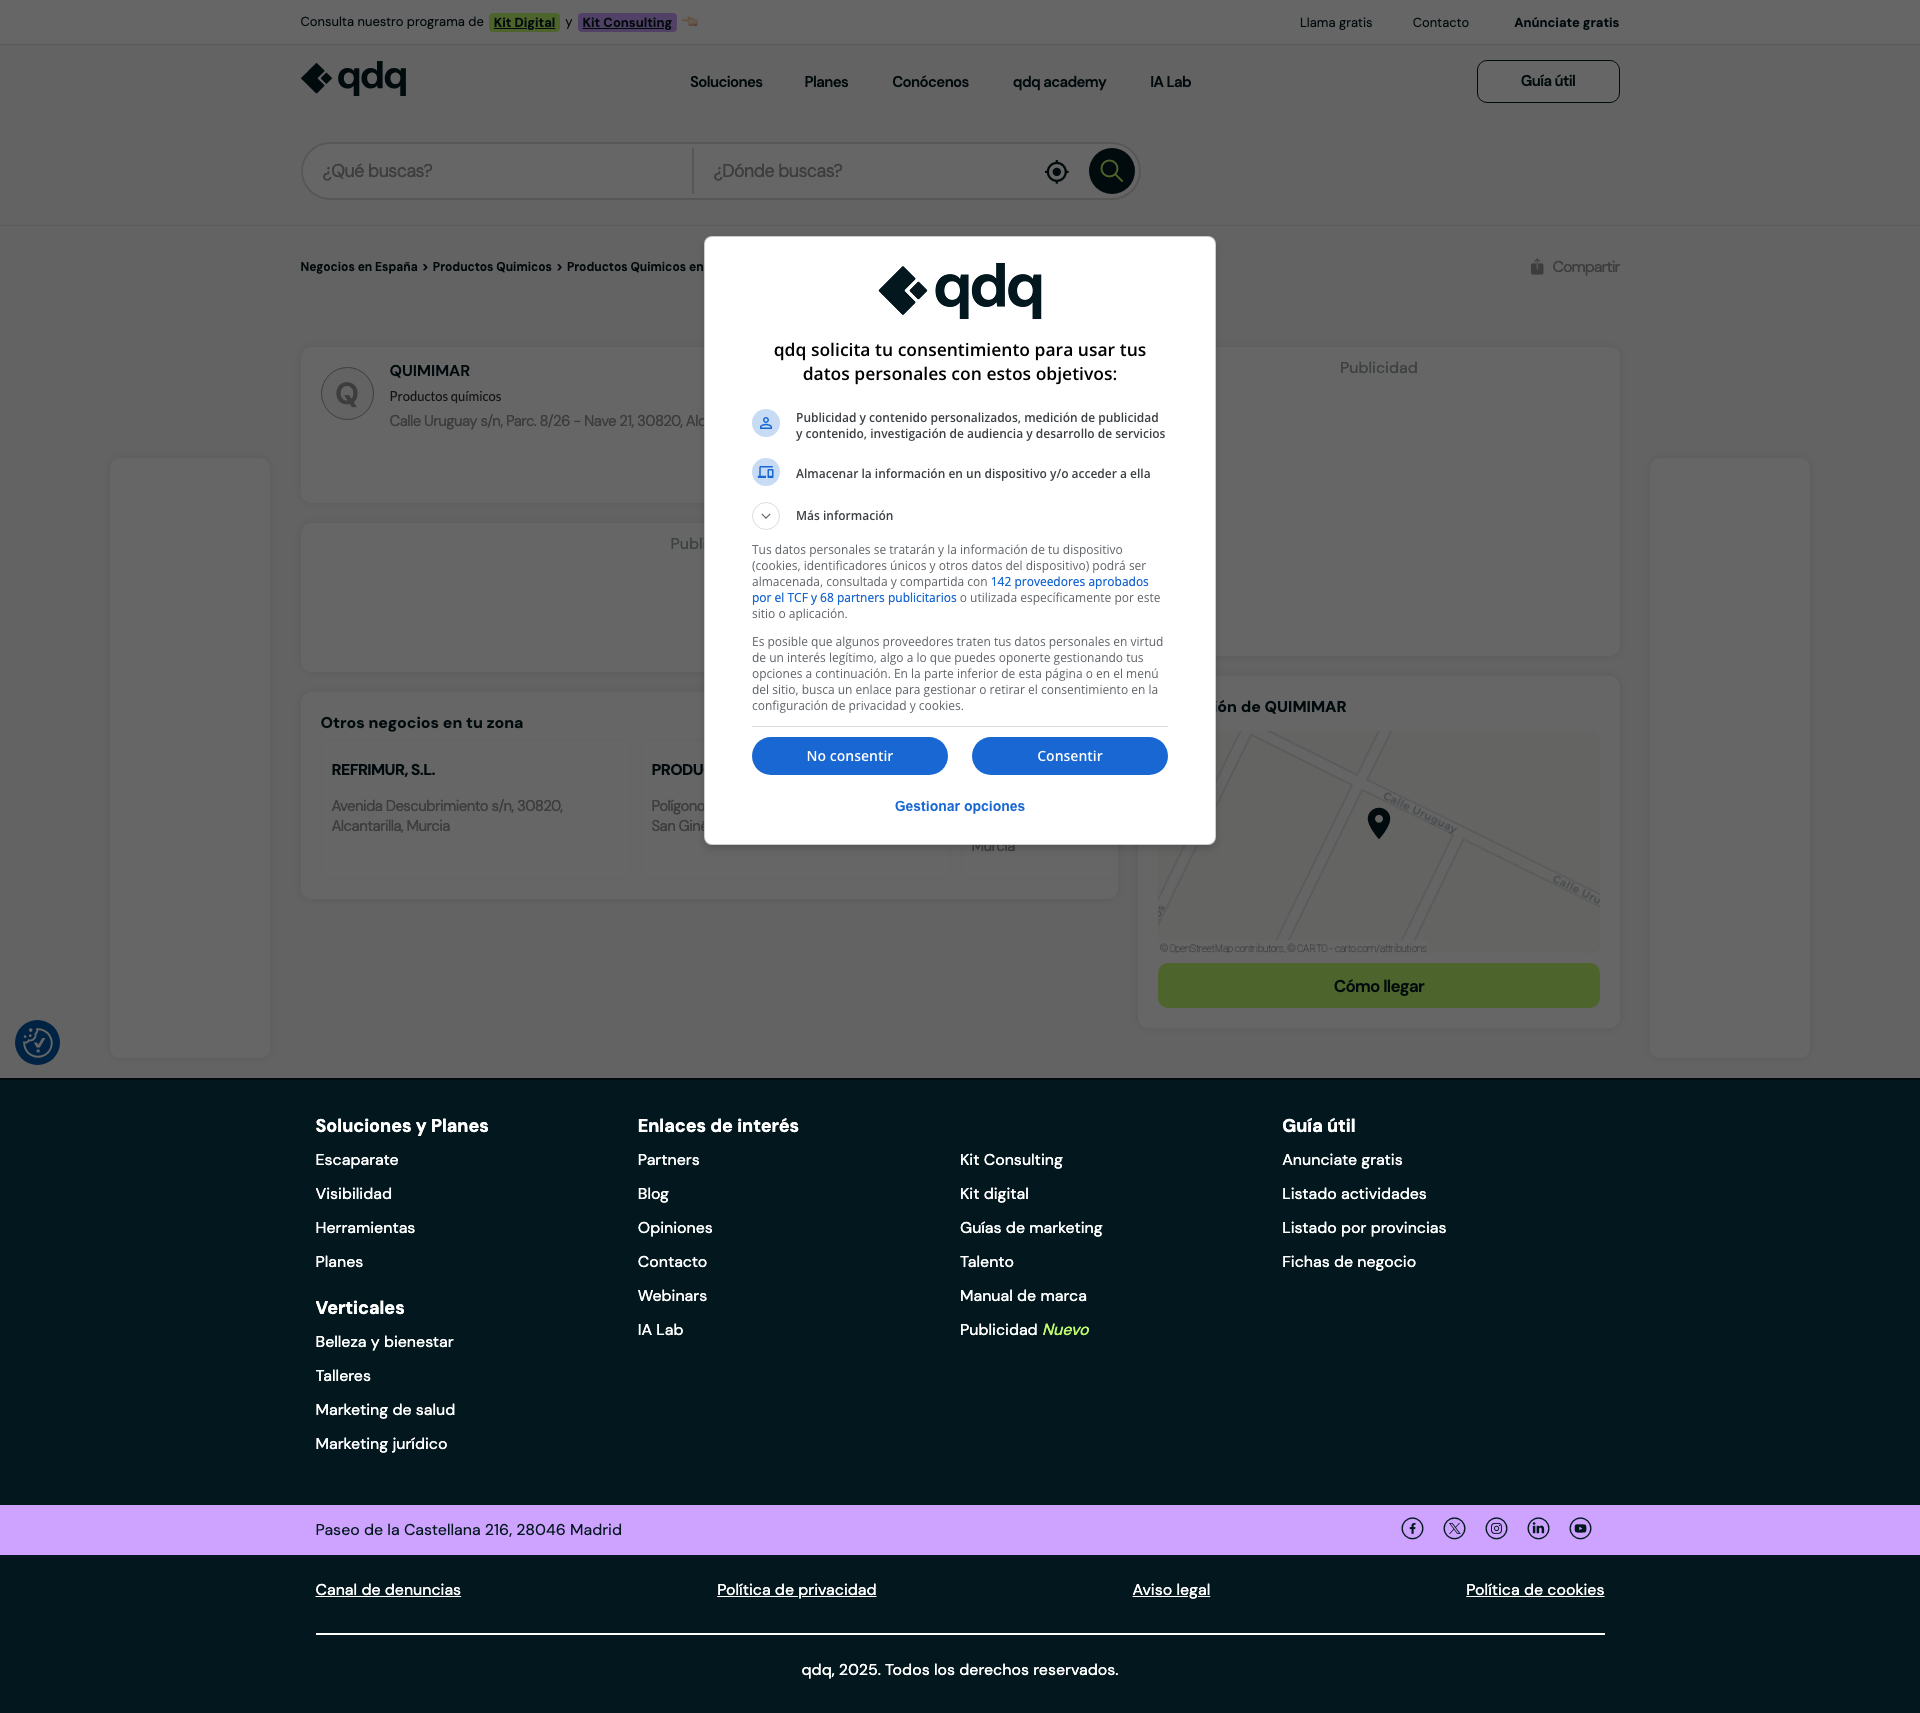 Consulta nuestro programa de Kit Digital y Kit Consulting
Llama gratis
Contacto
Anúnciate gratis
qdq
Soluciones
Planes
Conócenos
qdq academy
IA Lab
Guía útil
¿Qué buscas?
¿Dónde buscas?
Negocios en España > Productos Quimicos > Productos Quimicos en
Compartir
qdq
qdq solicita tu consentimiento para usar tus
datos personales con estos objetivos:
Publicidad y contenido personalizados, medición de publicidad
y contenido, investigación de audiencia y desarrollo de servicios
Almacenar la información en un dispositivo y/o acceder a ella
Más información
Tus datos personales se tratarán y la información de tu dispositivo
(cookies, identificadores únicos y otros datos del dispositivo) podrá ser
almacenada, consultada y compartida con 142 proveedores aprobados
por el TCF y 68 partners publicitarios o utilizada específicamente por este
sitio o aplicación.
Es posible que algunos proveedores traten tus datos personales en virtud
de un interés legítimo, algo a lo que puedes oponerte gestionando tus
opciones a continuación. En la parte inferior de esta página o en el menú
del sitio, busca un enlace para gestionar o retirar el consentimiento en la
configuración de privacidad y cookies.
No consentir
Consentir
Gestionar opciones
Q
QUIMIMAR
Productos químicos
Calle Uruguay s/n, Parc. 8/26 - Nave 21, 30820, Alc
Publicidad
Publi
Otros negocios en tu zona
REFRIMUR, S.L.
Avenida Descubrimiento s/n, 30820,
Alcantarilla, Murcia
PRODU
Polígono
San Giné
Murcia
ión de QUIMIMAR
Calle Uruguay
Calle Uru
© OpenStreetMap contributors, © CARTO - carto.com/attributions
Cómo llegar
Soluciones y Planes
Escaparate
Visibilidad
Herramientas
Planes
Verticales
Belleza y bienestar
Talleres
Marketing de salud
Marketing jurídico
Enlaces de interés
Partners
Blog
Opiniones
Contacto
Webinars
IA Lab
Kit Consulting
Kit digital
Guías de marketing
Talento
Manual de marca
Publicidad Nuevo
Guía útil
Anunciate gratis
Listado actividades
Listado por provincias
Fichas de negocio
Paseo de la Castellana 216, 28046 Madrid
Canal de denuncias
Política de privacidad
Aviso legal
Política de cookies
qdq, 2025. Todos los derechos reservados.